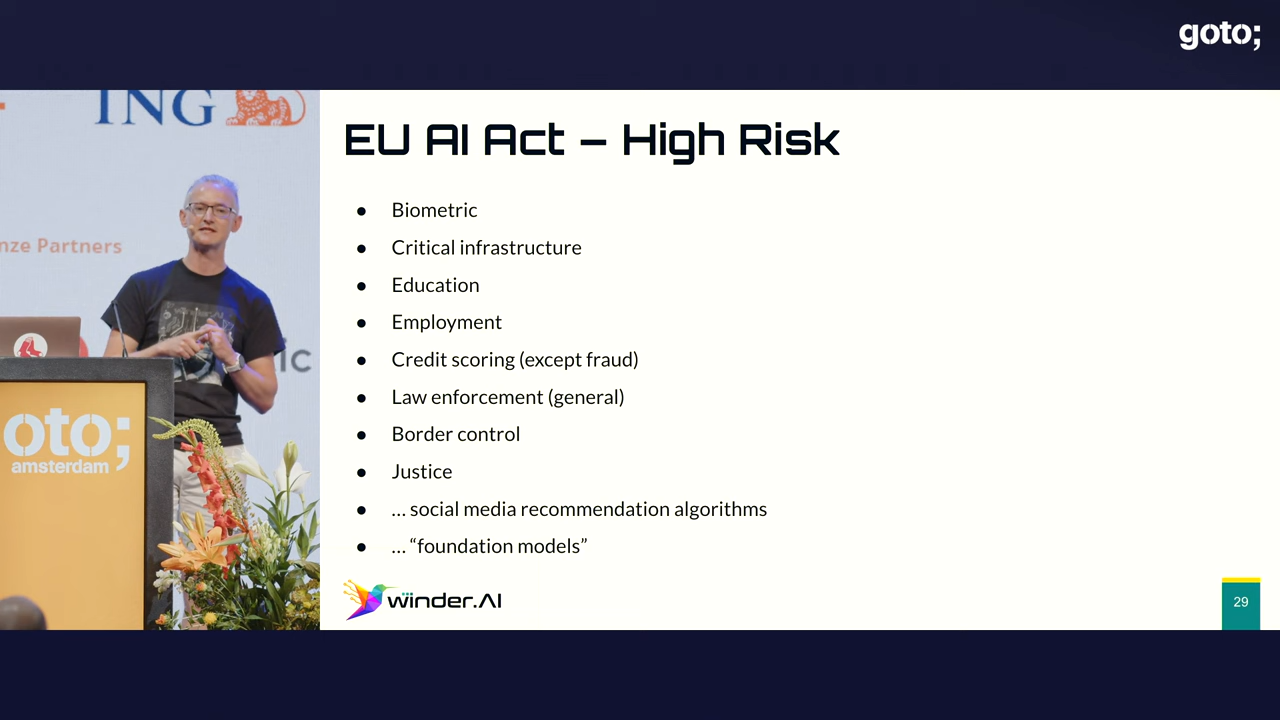 goto;
ING
nze Partners
ic
oto;
amsterdam
EU AI Act – High Risk
● Biometric
● Critical infrastructure
● Education
● Employment
● Credit scoring (except fraud)
● Law enforcement (general)
● Border control
● Justice
● … social media recommendation algorithms
● … “foundation models”
winder.AI
29